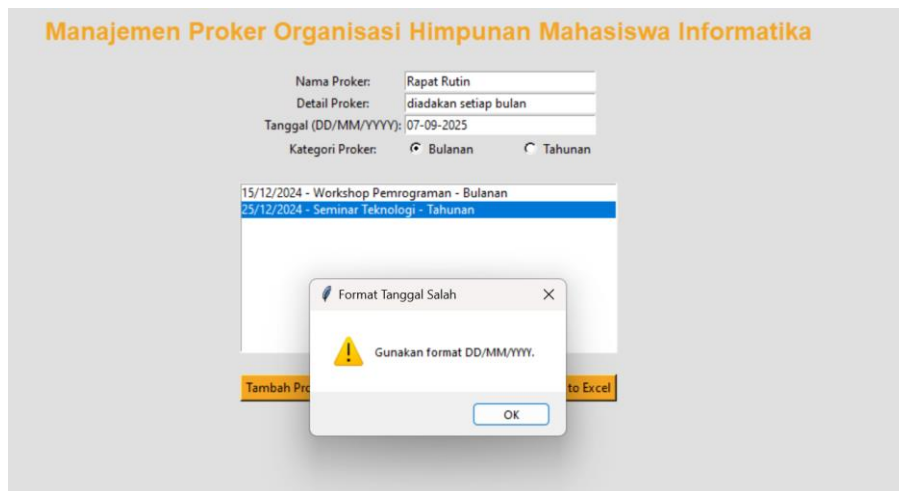 Manajemen Proker Organisasi Himpunan Mahasiswa Informatika
Nama Proker: Rapat Rutin
Detail Proker: diadakan setiap bulan
Tanggal (DD/MM/YYYY): 07-09-2025
Kategori Proker: Bulanan Tahunan
15/12/2024 - Workshop Pemrograman - Bulanan
25/12/2024 - Seminar Teknologi - Tahunan
Format Tanggal Salah
Gunakan format DD/MM/YYYY.
Tambah to Excel
OK